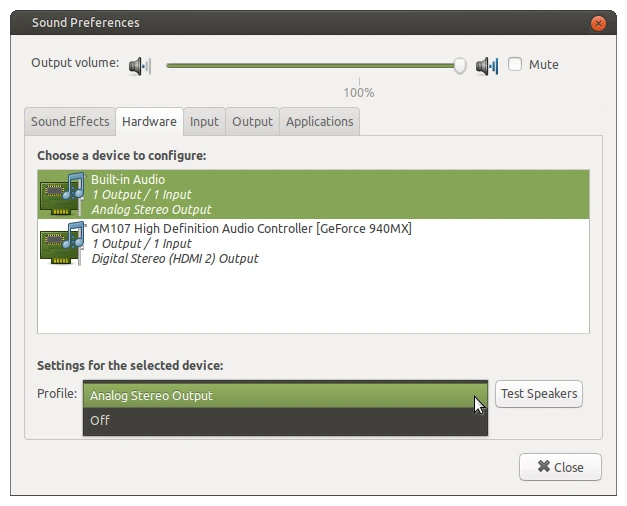 Sound Preferences
Output volume:
Mute
100%
Sound Effects Hardware Input Output Applications
Choose a device to configure:
Built-in Audio
1 Output / 1 Input
Analog Stereo Output
GM107 High Definition Audio Controller [GeForce 940MX]
1 Output / 1 Input
Digital Stereo (HDMI 2) Output
Settings for the selected device:
Profile: Analog Stereo Output Test Speakers
Off
Close